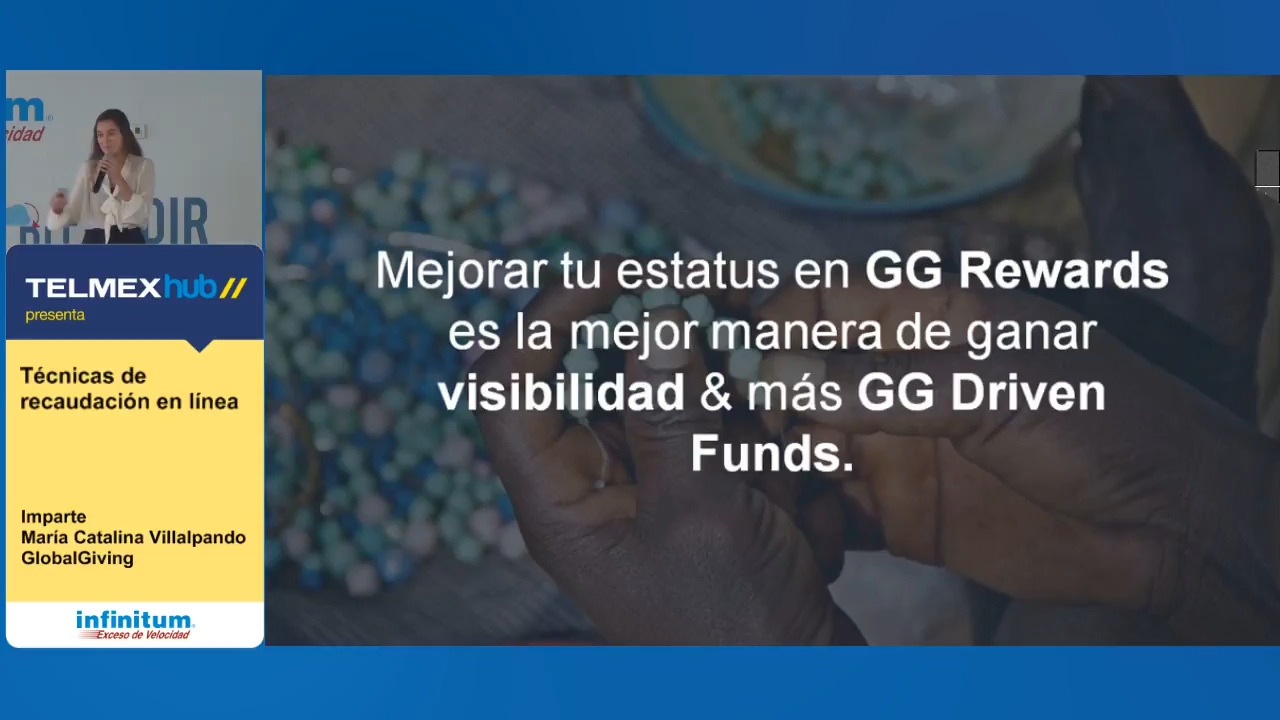 TELMEXhub//
presenta
Técnicas de
recaudación en línea
Imparte
María Catalina Villalpando
GlobalGiving
infinitum
Exceso de Velocidad
Mejorar tu estatus en GG Rewards
es la mejor manera de ganar
visibilidad & más GG Driven
Funds.